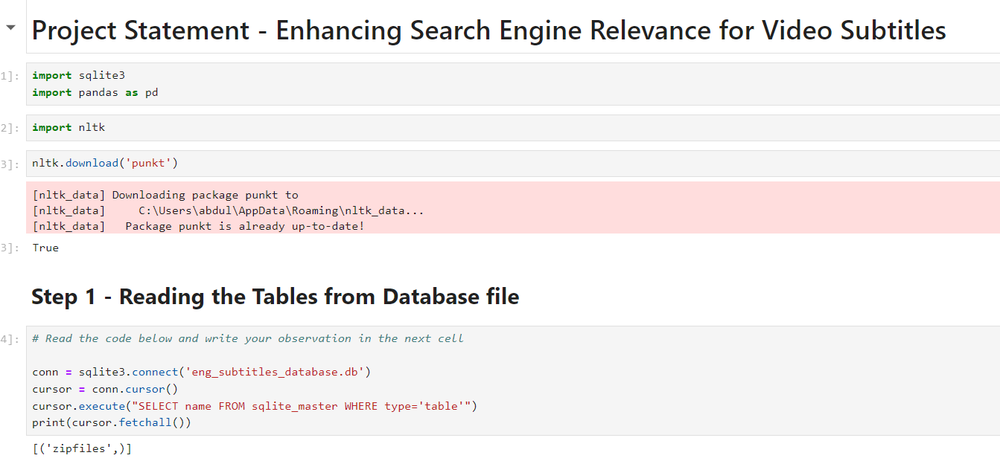 Project Statement - Enhancing Search Engine Relevance for Video Subtitles
1]:
import sqlite3
import pandas as pd
2]:
import nltk
3]:
nltk.download('punkt')
[nltk_data] Downloading package punkt to
[nltk_data]     C:\Users\abdul\AppData\Roaming\nltk_data...
[nltk_data]   Package punkt is already up-to-date!
3]: True
Step 1 - Reading the Tables from Database file
4]:
# Read the code below and write your observation in the next cell
conn = sqlite3.connect('eng_subtitles_database.db')
cursor = conn.cursor()
cursor.execute("SELECT name FROM sqlite_master WHERE type='table'")
print(cursor.fetchall())
[('zipfiles',)]